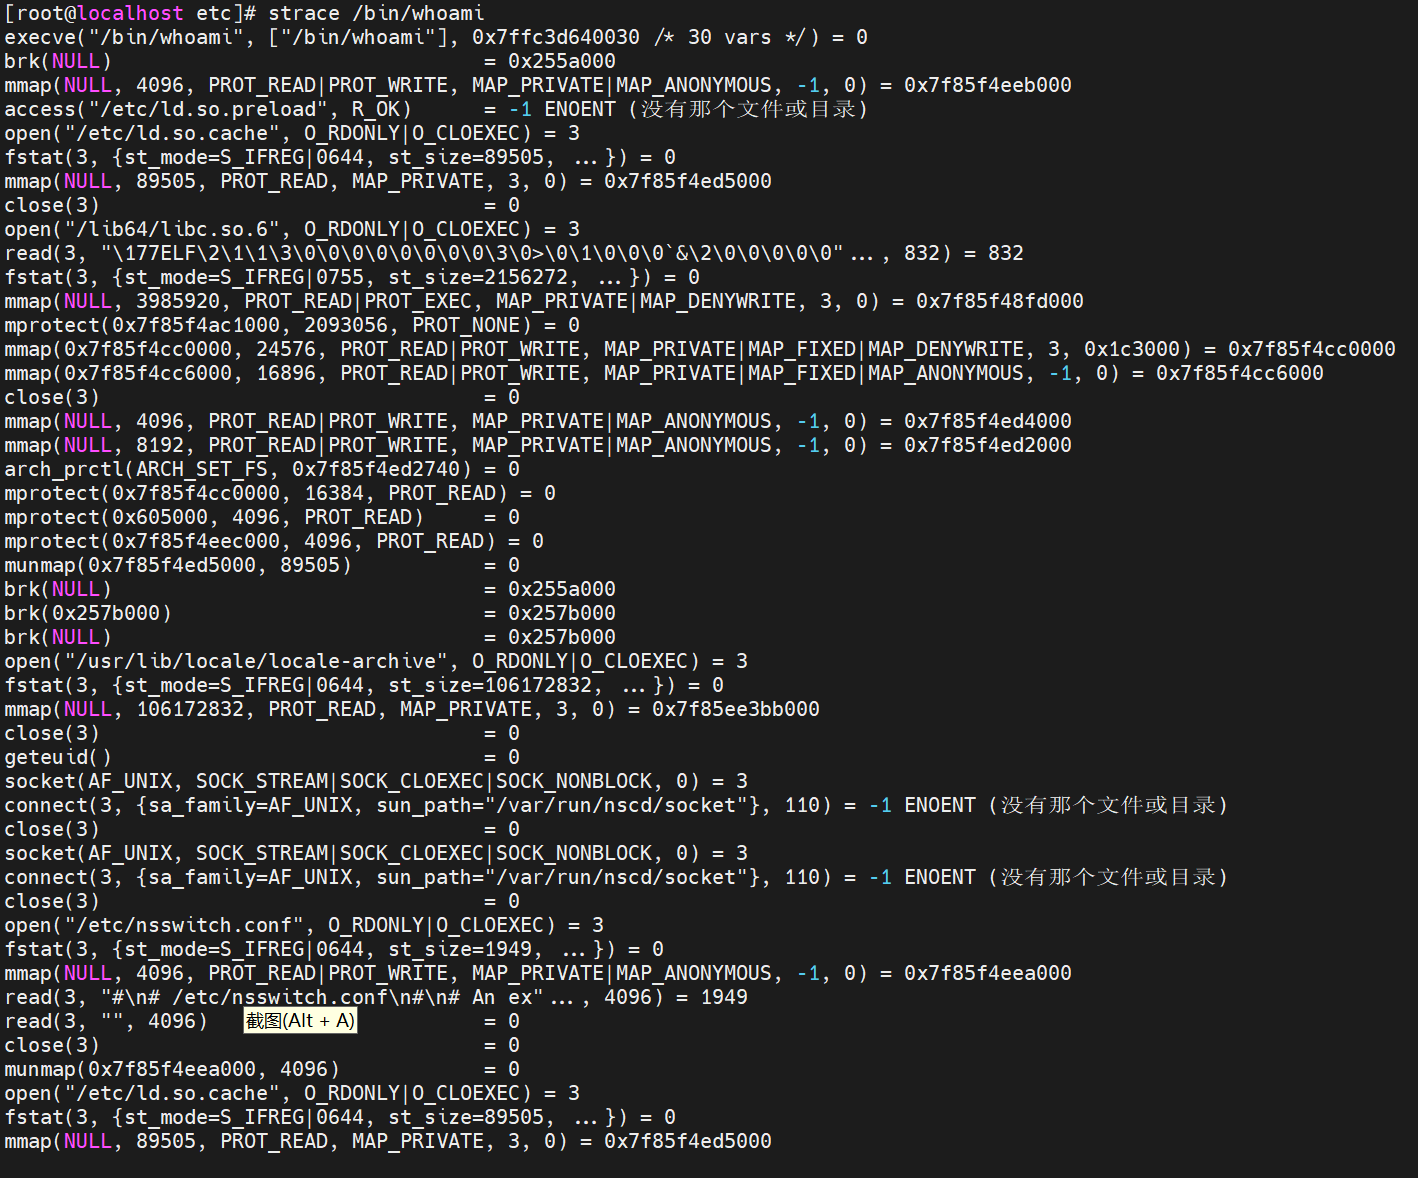 [root@localhost etc]# strace /bin/whoami
execve("/bin/whoami", ["/bin/whoami"], 0x7ffc3d640030 /* 30 vars */) = 0
brk(NULL)                               = 0x255a000
mmap(NULL, 4096, PROT_READ|PROT_WRITE, MAP_PRIVATE|MAP_ANONYMOUS, -1, 0) = 0x7f85f4eeb000
access("/etc/ld.so.preload", R_OK)      = -1 ENOENT (没有那个文件或目录)
open("/etc/ld.so.cache", O_RDONLY|O_CLOEXEC) = 3
fstat(3, {st_mode=S_IFREG|0644, st_size=89505, ...}) = 0
mmap(NULL, 89505, PROT_READ, MAP_PRIVATE, 3, 0) = 0x7f85f4ed5000
close(3)                                = 0
open("/lib64/libc.so.6", O_RDONLY|O_CLOEXEC) = 3
read(3, "\177ELF\2\1\1\3\0\0\0\0\0\0\0\0\3\0>\0\1\0\0\0`&\2\0\0\0\0\0"..., 832) = 832
fstat(3, {st_mode=S_IFREG|0755, st_size=2156272, ...}) = 0
mmap(NULL, 3985920, PROT_READ|PROT_EXEC, MAP_PRIVATE|MAP_DENYWRITE, 3, 0) = 0x7f85f48fd000
mprotect(0x7f85f4ac1000, 2093056, PROT_NONE) = 0
mmap(0x7f85f4cc0000, 24576, PROT_READ|PROT_WRITE, MAP_PRIVATE|MAP_FIXED|MAP_DENYWRITE, 3, 0x1c3000) = 0x7f85f4cc0000
mmap(0x7f85f4cc6000, 16896, PROT_READ|PROT_WRITE, MAP_PRIVATE|MAP_FIXED|MAP_ANONYMOUS, -1, 0) = 0x7f85f4cc6000
close(3)                                = 0
mmap(NULL, 4096, PROT_READ|PROT_WRITE, MAP_PRIVATE|MAP_ANONYMOUS, -1, 0) = 0x7f85f4ed4000
mmap(NULL, 8192, PROT_READ|PROT_WRITE, MAP_PRIVATE|MAP_ANONYMOUS, -1, 0) = 0x7f85f4ed2000
arch_prctl(ARCH_SET_FS, 0x7f85f4ed2740) = 0
mprotect(0x7f85f4cc0000, 16384, PROT_READ) = 0
mprotect(0x605000, 4096, PROT_READ)     = 0
mprotect(0x7f85f4eec000, 4096, PROT_READ) = 0
munmap(0x7f85f4ed5000, 89505)           = 0
brk(NULL)                               = 0x255a000
brk(0x257b000)                          = 0x257b000
brk(NULL)                               = 0x257b000
open("/usr/lib/locale/locale-archive", O_RDONLY|O_CLOEXEC) = 3
fstat(3, {st_mode=S_IFREG|0644, st_size=106172832, ...}) = 0
mmap(NULL, 106172832, PROT_READ, MAP_PRIVATE, 3, 0) = 0x7f85ee3bb000
close(3)                                = 0
geteuid()                               = 0
socket(AF_UNIX, SOCK_STREAM|SOCK_CLOEXEC|SOCK_NONBLOCK, 0) = 3
connect(3, {sa_family=AF_UNIX, sun_path="/var/run/nscd/socket"}, 110) = -1 ENOENT (没有那个文件或目录)
close(3)                                = 0
socket(AF_UNIX, SOCK_STREAM|SOCK_CLOEXEC|SOCK_NONBLOCK, 0) = 3
connect(3, {sa_family=AF_UNIX, sun_path="/var/run/nscd/socket"}, 110) = -1 ENOENT (没有那个文件或目录)
close(3)                                = 0
open("/etc/nsswitch.conf", O_RDONLY|O_CLOEXEC) = 3
fstat(3, {st_mode=S_IFREG|0644, st_size=1949, ...}) = 0
mmap(NULL, 4096, PROT_READ|PROT_WRITE, MAP_PRIVATE|MAP_ANONYMOUS, -1, 0) = 0x7f85f4eea000
read(3, "#\n# /etc/nsswitch.conf\n#\n# An ex"..., 4096) = 1949
read(3, "", 4096)   截图(Alt + A)           = 0
close(3)                                = 0
munmap(0x7f85f4eea000, 4096)            = 0
open("/etc/ld.so.cache", O_RDONLY|O_CLOEXEC) = 3
fstat(3, {st_mode=S_IFREG|0644, st_size=89505, ...}) = 0
mmap(NULL, 89505, PROT_READ, MAP_PRIVATE, 3, 0) = 0x7f85f4ed5000